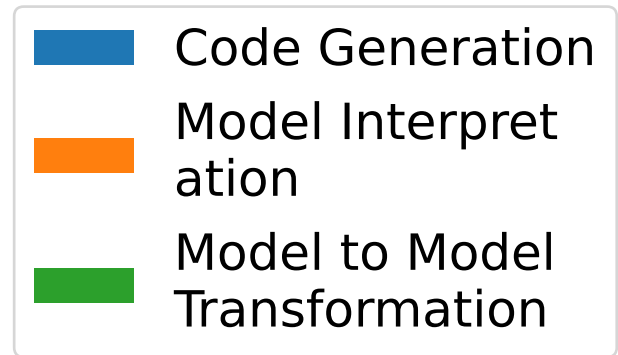 Code Generation
Model Interpret
ation
Model to Model
Transformation